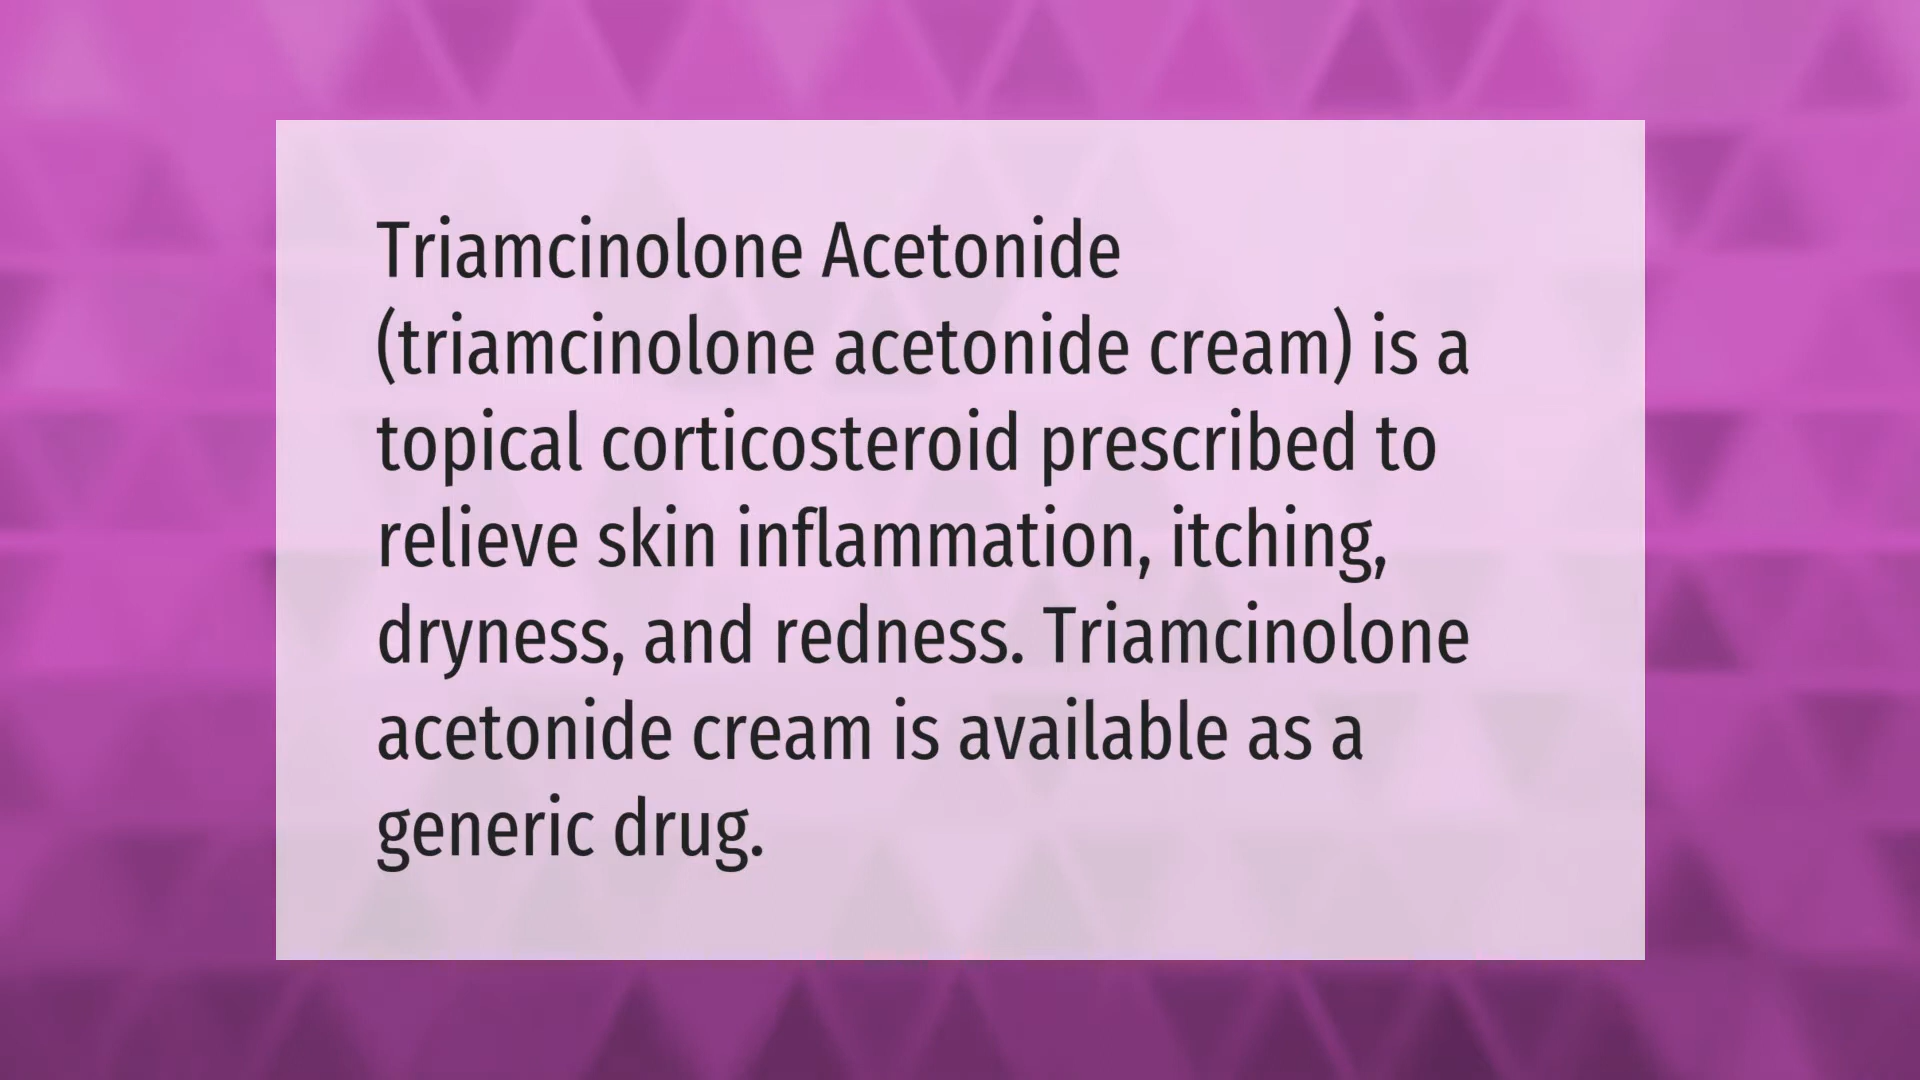 Triamcinolone Acetonide
(triamcinolone acetonide cream) is a
topical corticosteroid prescribed to
relieve skin inflammation, itching,
dryness, and redness. Triamcinolone
acetonide cream is available as a
generic drug.